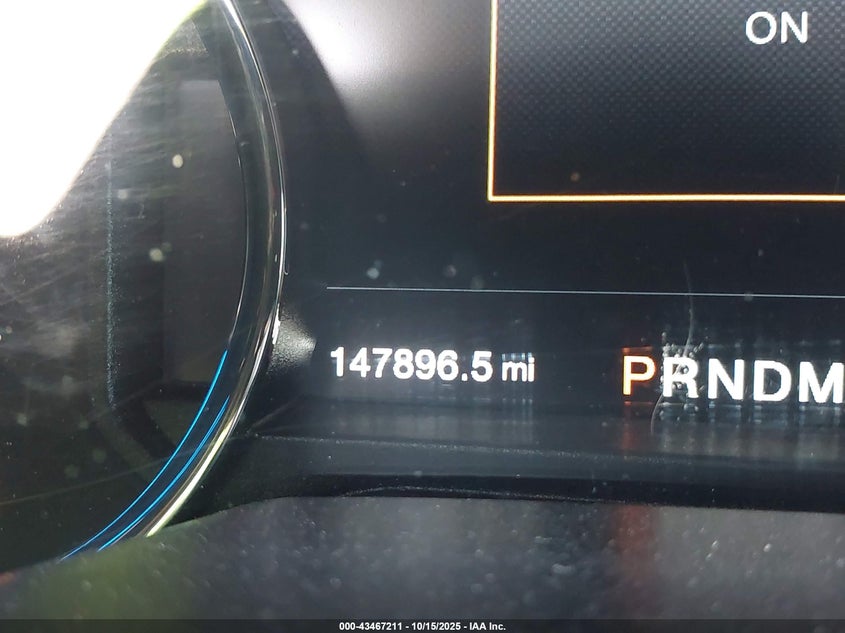 ON
147896.5 mi
PRNDM
000-43467211 - 10/15/2025 - IAA Inc.